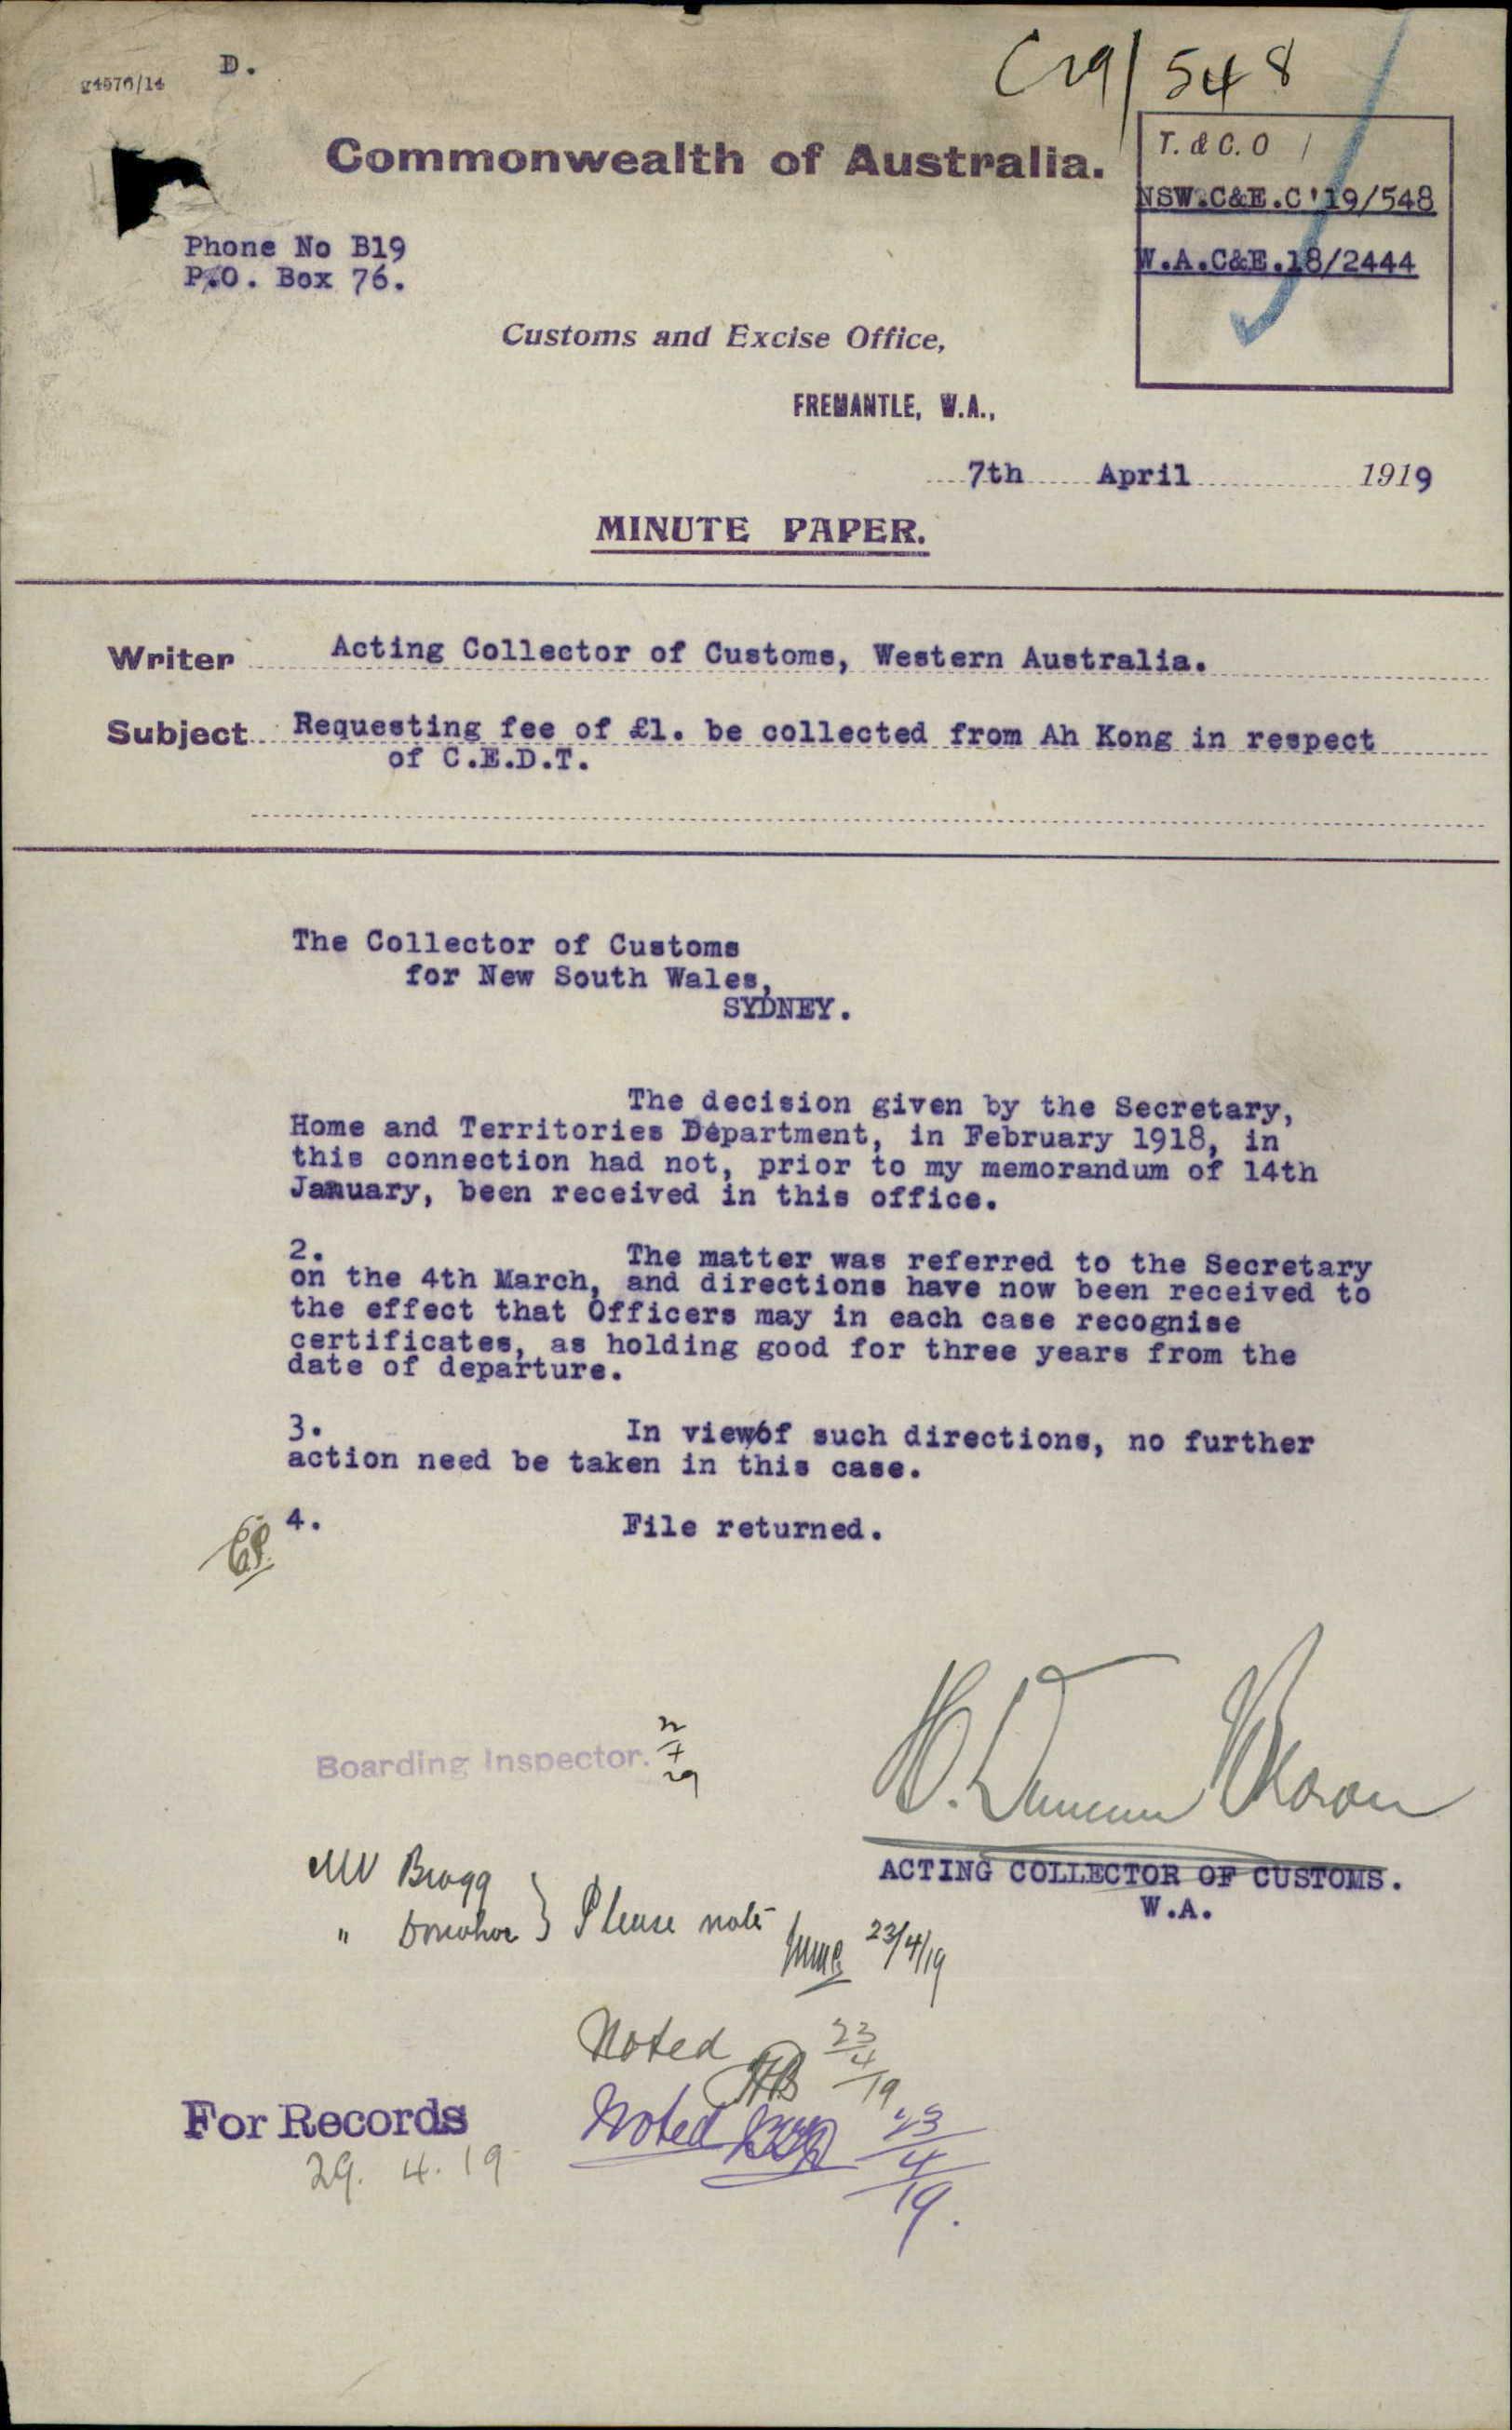 D.
C19/548
g4576/14
Commonwealth of Australia.
T. & C. O
NSW.C&E.C'19/548
W.A.C&E.18/2444
Phone No B19
P.O. Box 76.
Customs and Excise Office,
FREMANTLE, W.A.,
7th April 1919
MINUTE PAPER.
Writer Acting Collector of Customs, Western Australia.
Subject Requesting fee of £1. be collected from Ah Kong in respect
of C.E.D.T.
The Collector of Customs
for New South Wales,
SYDNEY.
The decision given by the Secretary,
Home and Territories Department, in February 1918, in
this connection had not, prior to my memorandum of 14th
January, been received in this office.
2. The matter was referred to the Secretary
on the 4th March, and directions have now been received to
the effect that Officers may in each case recognise
certificates, as holding good for three years from the
date of departure.
3. In view of such directions, no further
action need be taken in this case.
4. File returned.
Boarding Inspector.
ACTING COLLECTOR OF CUSTOMS.
W.A.
Mr Bragg
" Donohoe } Please note
23/4/19
Noted HB 23/4/19
For Records
Noted 23/4/19.
29. 4. 19